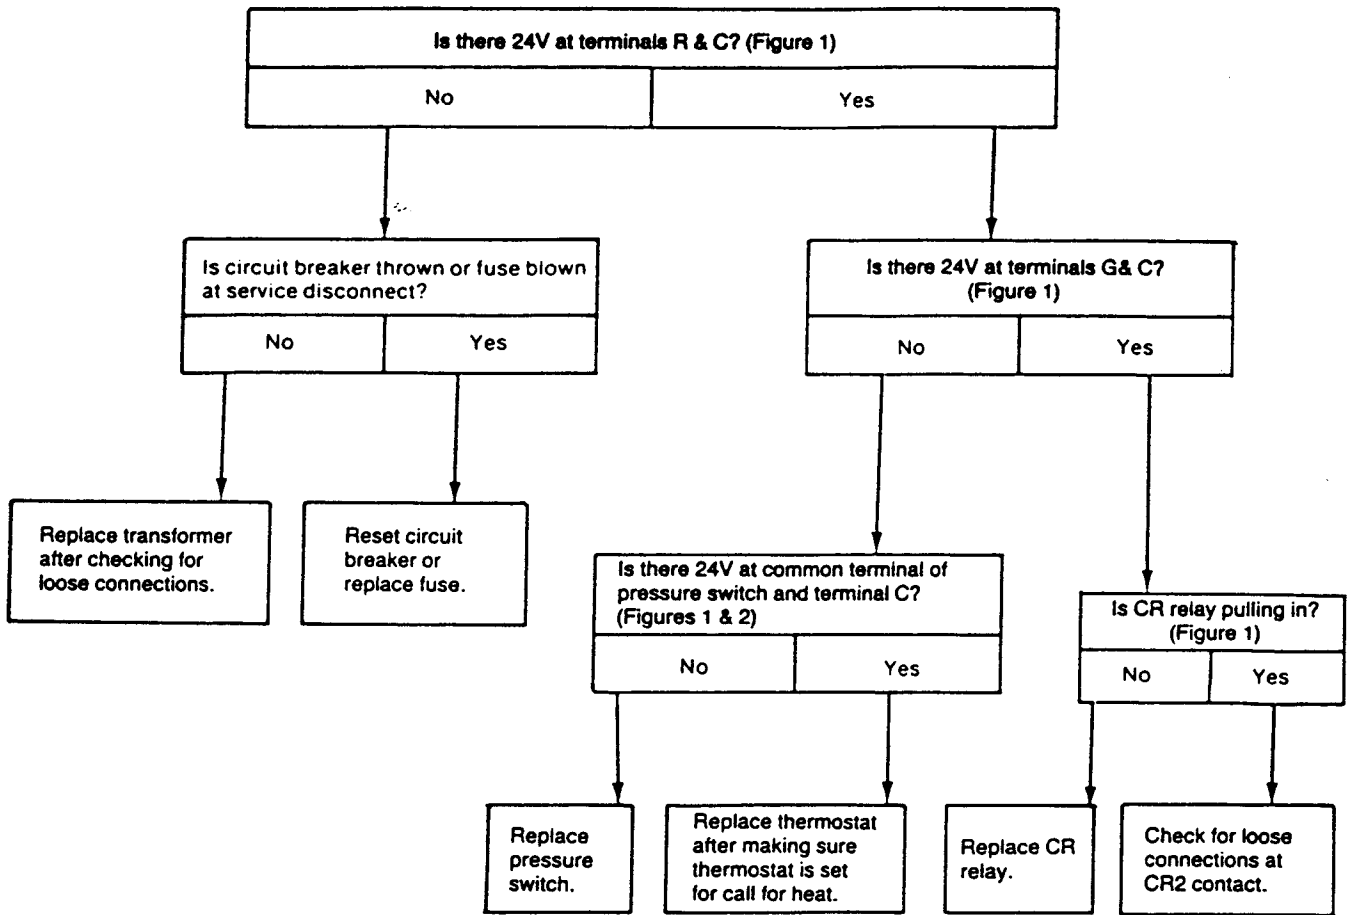 Is there 24V at terminals R & C? (Figure 1)
No
Yes
Is circuit breaker thrown or fuse blown
at service disconnect?
No
Yes
Is there 24V at terminals G& C?
(Figure 1)
No
Yes
Replace transformer
after checking for
loose connections.
Reset circuit
breaker or
replace fuse.
Is there 24V at common terminal of
pressure switch and terminal C?
(Figures 1 & 2)
No
Yes
Is CR relay pulling in?
(Figure 1)
No
Yes
Replace
pressure
switch.
Replace thermostat
after making sure
thermostat is set
for call for heat.
Replace CR
relay.
Check for loose
connections at
CR2 contact.